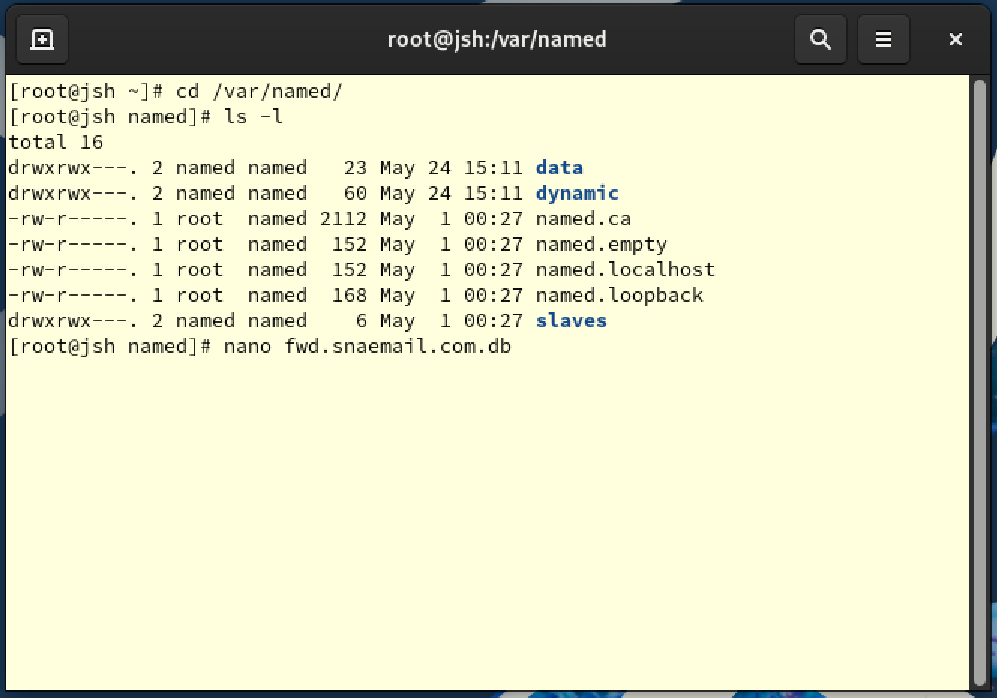 root@jsh:/var/named
[root@jsh ~]# cd /var/named/
[root@jsh named]# ls -l
total 16
drwxrwx---. 2 named named   23 May 24 15:11 data
drwxrwx---. 2 named named   60 May 24 15:11 dynamic
-rw-r-----. 1 root  named 2112 May  1 00:27 named.ca
-rw-r-----. 1 root  named  152 May  1 00:27 named.empty
-rw-r-----. 1 root  named  152 May  1 00:27 named.localhost
-rw-r-----. 1 root  named  168 May  1 00:27 named.loopback
drwxrwx---. 2 named named    6 May  1 00:27 slaves
[root@jsh named]# nano fwd.snaemail.com.db